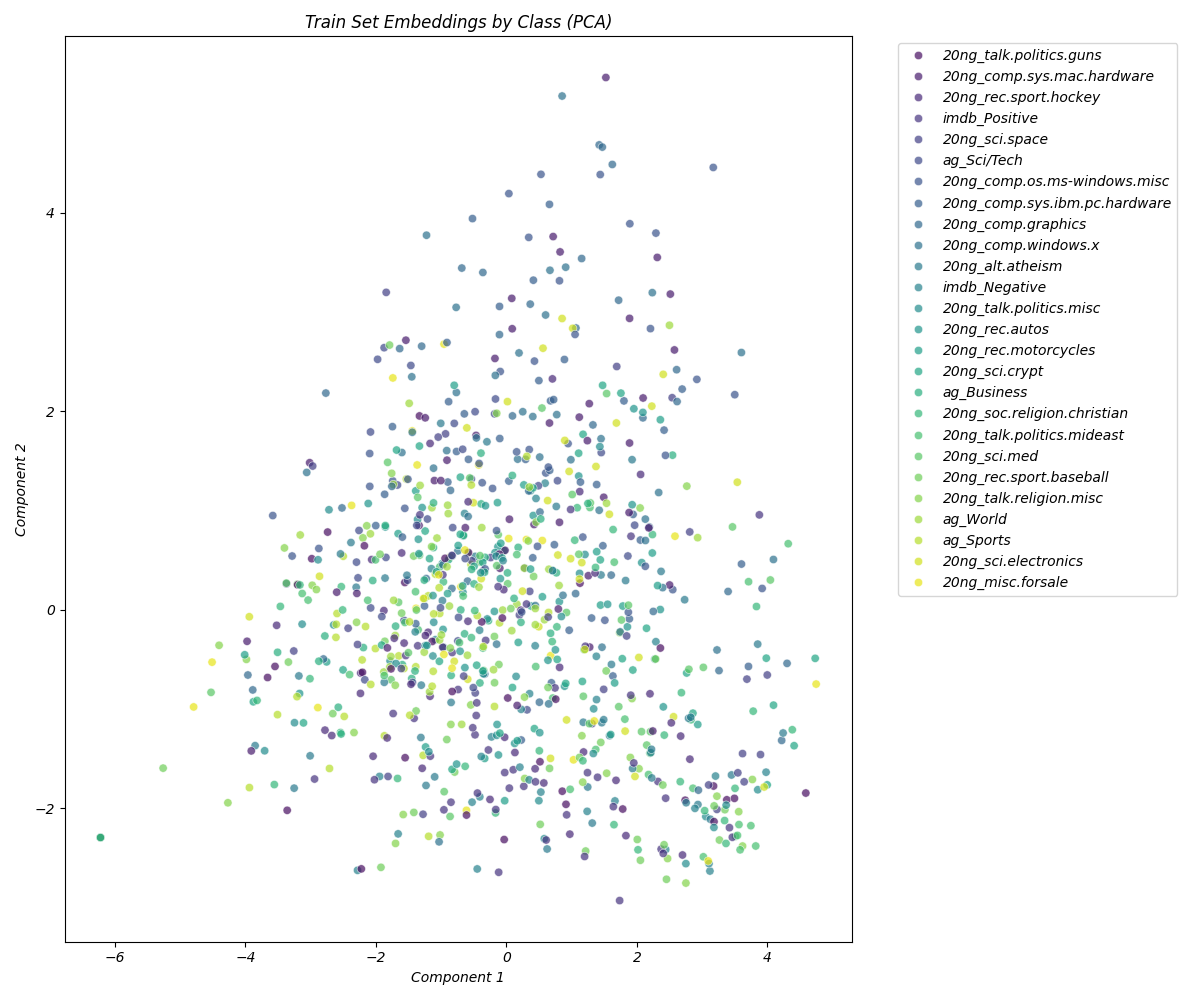 Train Set Embeddings by Class (PCA)
20ng_talk.politics.guns
20ng_comp.sys.mac.hardware
20ng_rec.sport.hockey
imdb_Positive
20ng_sci.space
ag_Sci/Tech
20ng_comp.os.ms-windows.misc
20ng_comp.sys.ibm.pc.hardware
20ng_comp.graphics
20ng_comp.windows.x
20ng_alt.atheism
imdb_Negative
20ng_talk.politics.misc
20ng_rec.autos
20ng_rec.motorcycles
20ng_sci.crypt
ag_Business
20ng_soc.religion.christian
20ng_talk.politics.mideast
20ng_sci.med
20ng_rec.sport.baseball
20ng_talk.religion.misc
ag_World
ag_Sports
20ng_sci.electronics
20ng_misc.forsale
Component 2
4
2
0
−2
−6
−4
−2
0
2
4
Component 1